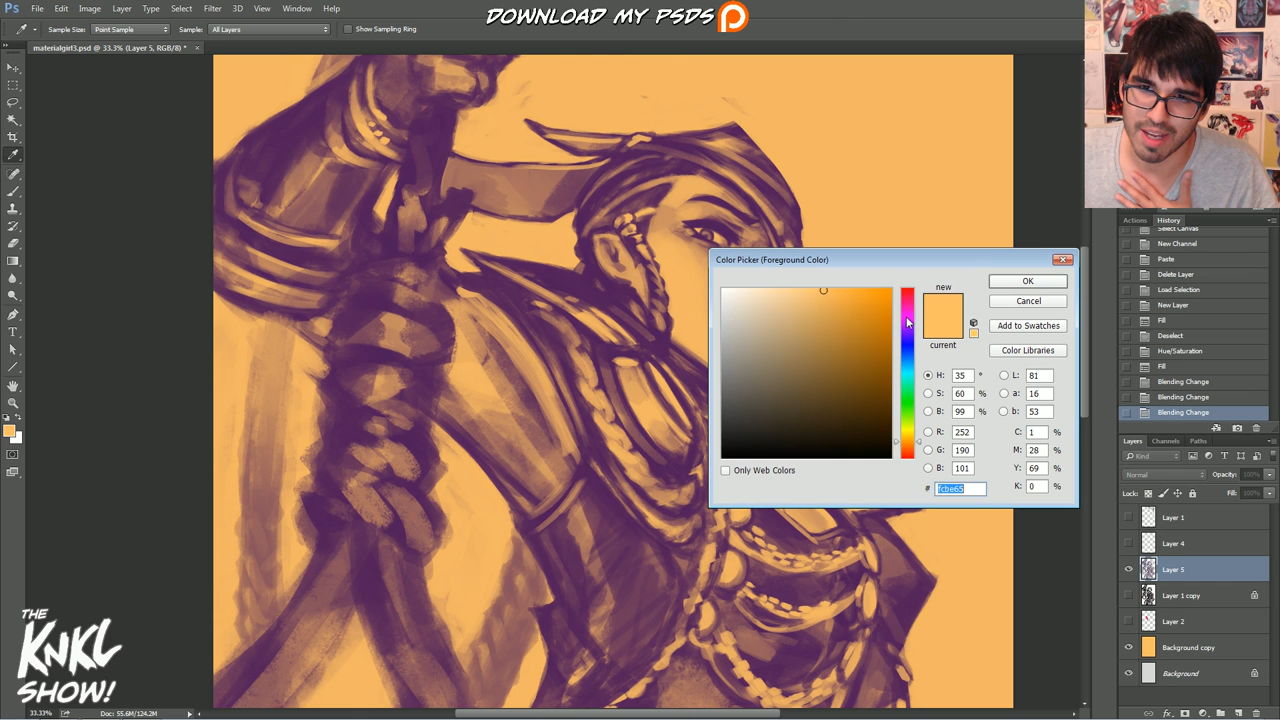 DOWNLOAD MY PSDS
Ps File Edit Image Layer Type Select Filter 3D View Window Help
Sample Size: Point Sample Sample: All Layers Show Sampling Ring
materialgirl3.psd @ 33.3% (Layer 5, RGB/8) * ×
Color Picker (Foreground Color)
new
current
OK
Cancel
Add to Swatches
Color Libraries
H: 35 ° L: 81
S: 60 % a: 16
B: 99 % b: 53
R: 252 C: 1 %
G: 190 M: 28 %
B: 101 Y: 69 %
# fcbe65 K: 0 %
Only Web Colors
Actions History
Select Canvas
New Channel
Paste
Delete Layer
Load Selection
New Layer
Fill
Deselect
Hue/Saturation
Fill
Blending Change
Blending Change
Blending Change
Layers Channels Paths
Kind
Normal Opacity: 100%
Lock: Fill: 100%
Layer 1
Layer 4
Layer 5
Layer 1 copy
Layer 2
Background copy
Background
THE
KNKL
SHOW!
33.33% Doc: 55.6M/124.2M